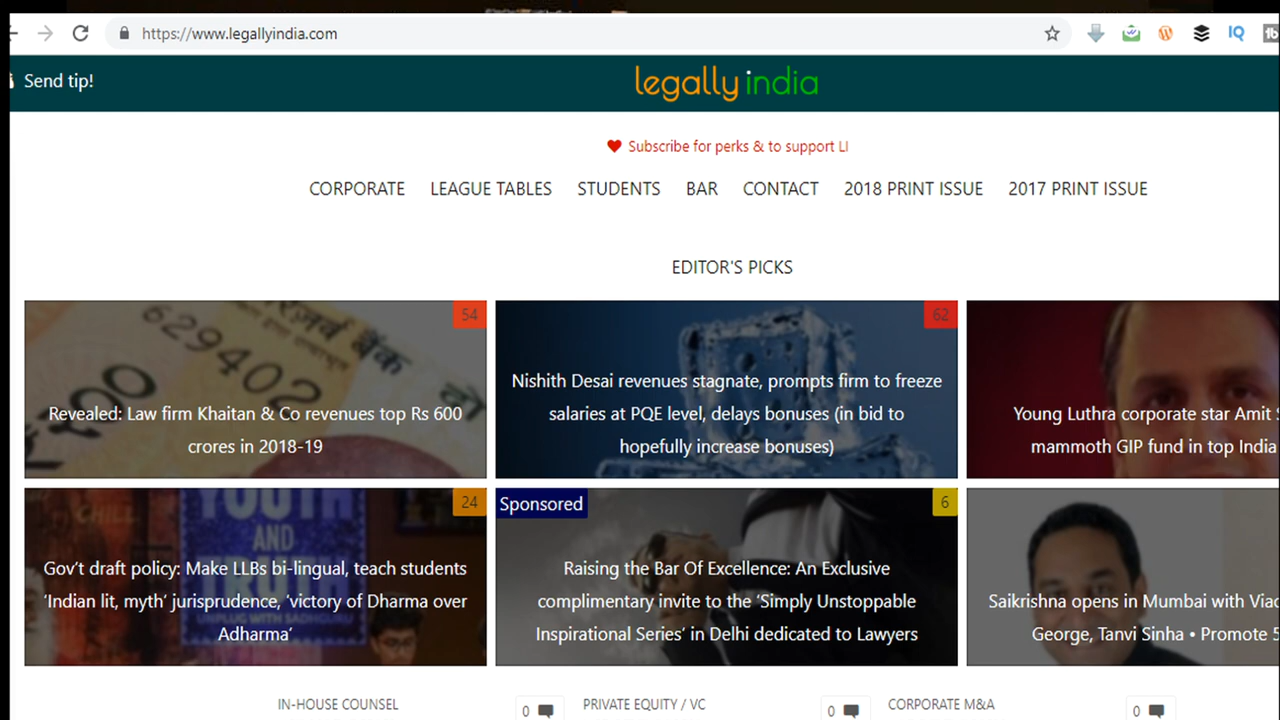 https://www.legallyindia.com
IQ
Send tip!
legally india
Subscribe for perks & to support LI
CORPORATE LEAGUE TABLES STUDENTS BAR CONTACT 2018 PRINT ISSUE 2017 PRINT ISSUE
EDITOR'S PICKS
54
629402
Revealed: Law firm Khaitan & Co revenues top Rs 600
crores in 2018-19
62
Nishith Desai revenues stagnate, prompts firm to freeze
salaries at PQE level, delays bonuses (in bid to
hopefully increase bonuses)
Young Luthra corporate star Amit
mammoth GIP fund in top India
24
CHILL
YOUTH
AND
Gov't draft policy: Make LLBs bi-lingual, teach students
'Indian lit, myth' jurisprudence, 'victory of Dharma over
Adharma'
Sponsored
6
Raising the Bar Of Excellence: An Exclusive
complimentary invite to the 'Simply Unstoppable
Inspirational Series' in Delhi dedicated to Lawyers
Saikrishna opens in Mumbai with
George, Tanvi Sinha • Promote 5
IN-HOUSE COUNSEL 0 PRIVATE EQUITY / VC 0 CORPORATE M&A 0